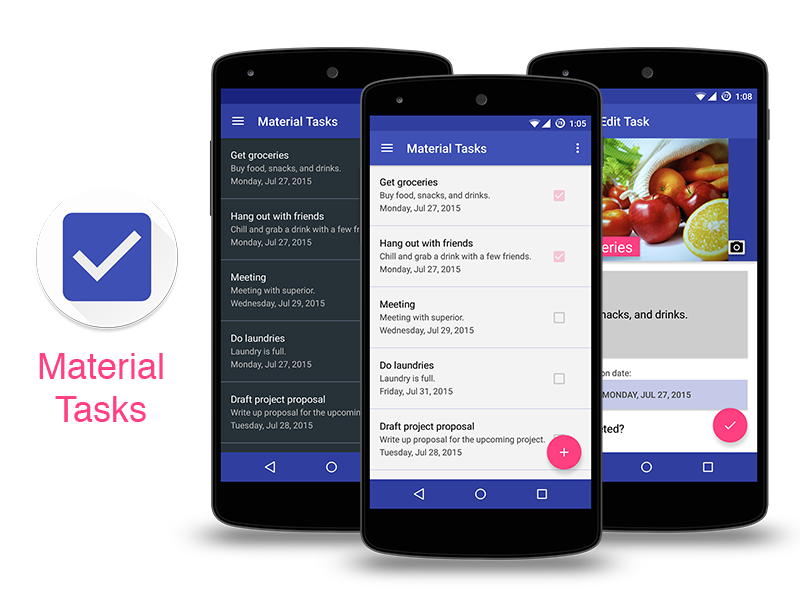 Material
Tasks
Material Tasks
Get groceries
Buy food, snacks, and drinks.
Monday, Jul 27, 2015
Hang out with friends
Chill and grab a drink with a few fr
Monday, Jul 27, 2015
Meeting
Meeting with superior.
Wednesday, Jul 29, 2015
Do laundries
Laundry is full.
Monday, Jul 27, 2015
Draft project proposal
Write up proposal for the upcoming
Tuesday, Jul 28, 2015
1:05
Material Tasks
Get groceries
Buy food, snacks, and drinks.
Monday, Jul 27, 2015
Hang out with friends
Chill and grab a drink with a few friends.
Monday, Jul 27, 2015
Meeting
Meeting with superior.
Wednesday, Jul 29, 2015
Do laundries
Laundry is full.
Friday, Jul 31, 2015
Draft project proposal
Write up proposal for the upcoming project.
Tuesday, Jul 28, 2015
1:08
Edit Task
eries
nacks, and drinks.
on date:
MONDAY, JUL 27, 2015
eted?